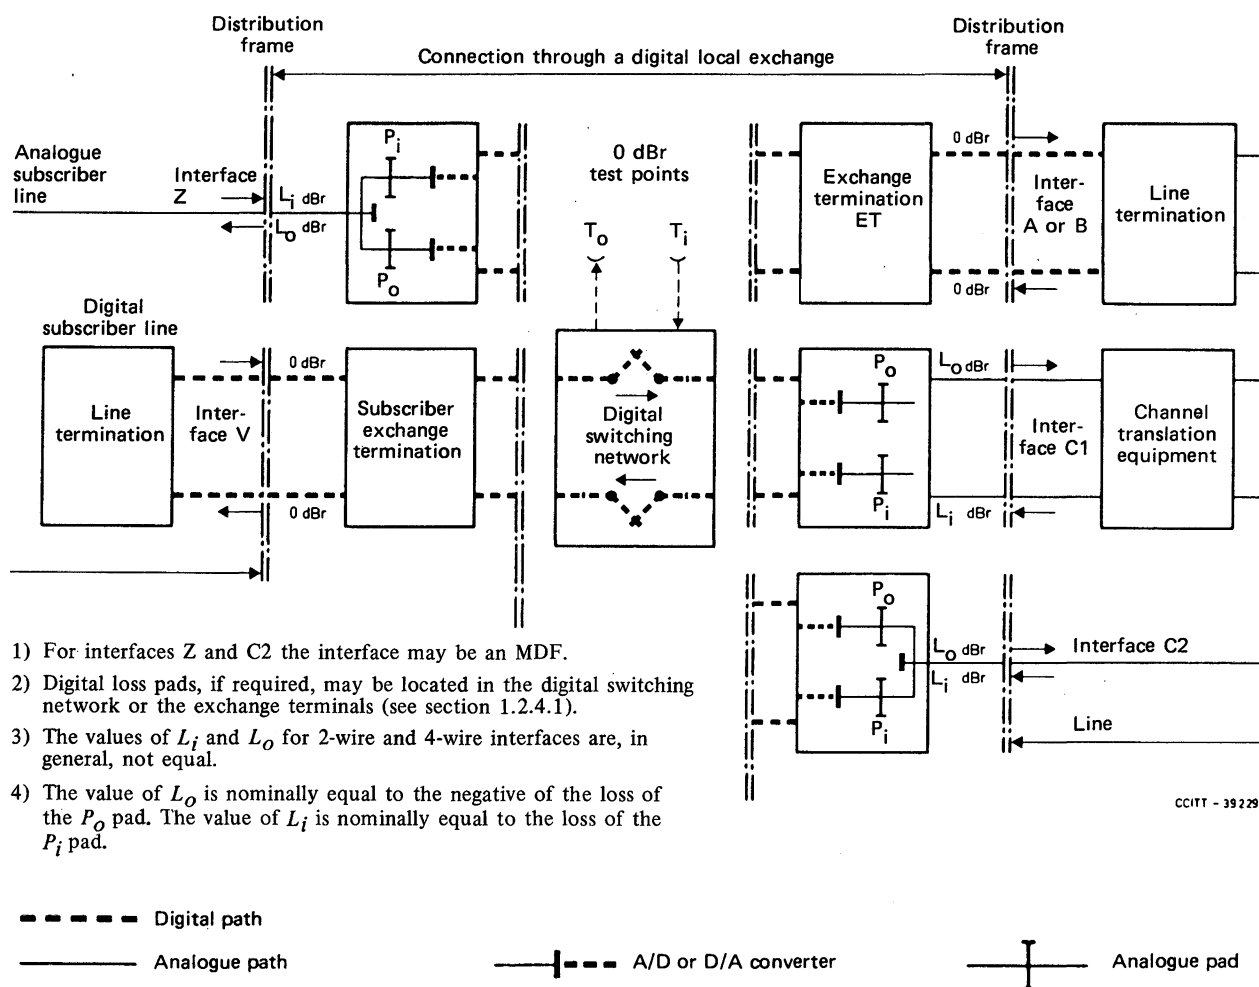 Distribution
frame
Connection through a digital local exchange
Distribution
frame
Analogue
subscriber
line
Interface
Z
Li dBr
Lo dBr
Pi
Po
0 dBr
test points
To
Ti
Exchange
termination
ET
0 dBr
0 dBr
Inter-
face
A or B
Line
termination
Digital
subscriber line
Line
termination
Inter-
face V
0 dBr
0 dBr
Subscriber
exchange
termination
Digital
switching
network
Po
Pi
Lo dBr
Li dBr
Inter-
face C1
Channel
translation
equipment
Po
Pi
Lo dBr
Li dBr
Interface C2
Line
1) For interfaces Z and C2 the interface may be an MDF.
2) Digital loss pads, if required, may be located in the digital switching
network or the exchange terminals (see section 1.2.4.1).
3) The values of Li and Lo for 2-wire and 4-wire interfaces are, in
general, not equal.
4) The value of Lo is nominally equal to the negative of the loss of
the Po pad. The value of Li is nominally equal to the loss of the
Pi pad.
CCITT - 39229
Digital path
Analogue path
A/D or D/A converter
Analogue pad